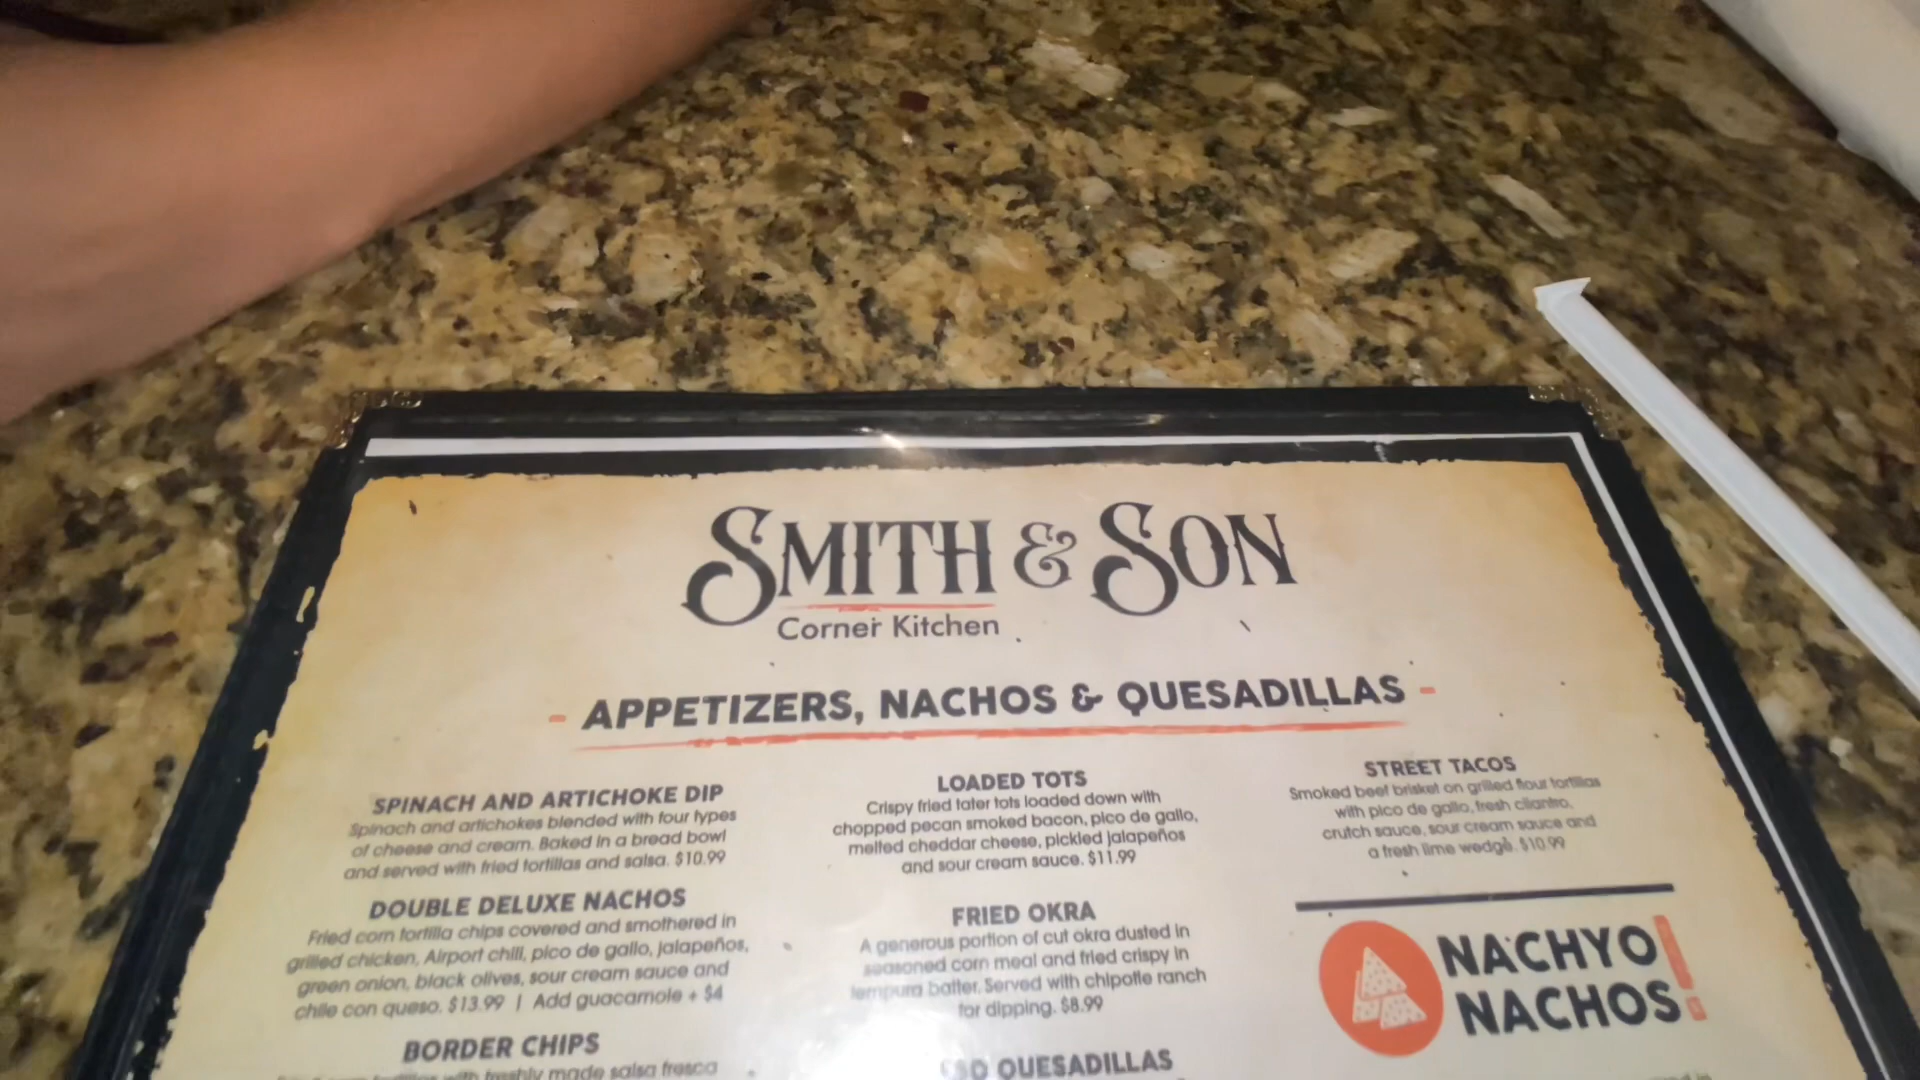 SMITH & SON
Corner Kitchen
- APPETIZERS, NACHOS & QUESADILLAS -
SPINACH AND ARTICHOKE DIP
Spinach and artichokes blended with four types
of cheese and cream. Baked in a bread bowl
and served with fried tortillas and salsa. $10.99
DOUBLE DELUXE NACHOS
Fried corn tortilla chips covered and smothered in
grilled chicken, Airport chili, pico de gallo, jalapeños,
green onion, black olives, sour cream sauce and
chile con queso. $13.99 | Add guacamole + $4
BORDER CHIPS
with freshly made salsa fresca
LOADED TOTS
Crispy fried tater tots loaded down with
chopped pecan smoked bacon, pico de gallo,
melted cheddar cheese, pickled jalapeños
and sour cream sauce. $11.99
FRIED OKRA
A generous portion of cut okra dusted in
seasoned corn meal and fried crispy in
tempura batter. Served with chipotle ranch
for dipping. $8.99
QUESADILLAS
STREET TACOS
Smoked beef brisket on grilled flour tortillas
with pico de gallo, fresh cilantro,
crutch sauce, sour cream sauce and
a fresh lime wedge. $10.99
NACHYO
NACHOS!